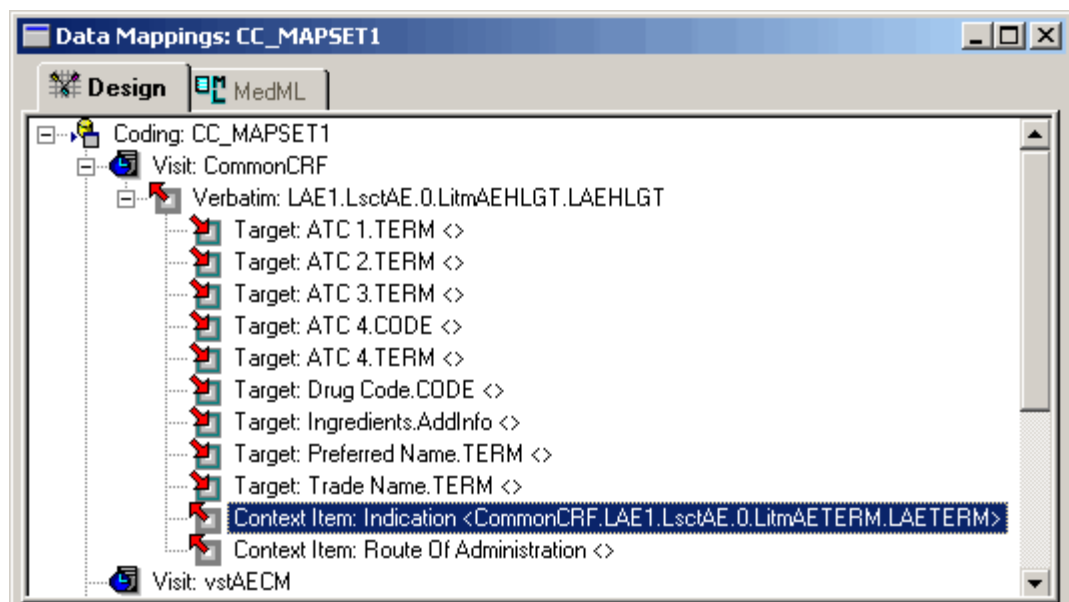 Data Mappings: CC_MAPSET1
Design MedML
Coding: CC_MAPSET1
Visit: CommonCRF
Verbatim: LAE1.LsctAE.0.LitmAEHLGT.LAEHLGT
Target: ATC 1.TERM <>
Target: ATC 2.TERM <>
Target: ATC 3.TERM <>
Target: ATC 4.CODE <>
Target: ATC 4.TERM <>
Target: Drug Code.CODE <>
Target: Ingredients.AddInfo <>
Target: Preferred Name.TERM <>
Target: Trade Name.TERM <>
Context Item: Indication <CommonCRF.LAE1.LsctAE.0.LitmAETERM.LAETERM>
Context Item: Route Of Administration <>
Visit: vstAECM